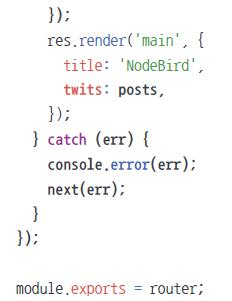 });
res.render('main', {
title: 'NodeBird',
twits: posts,
});
} catch (err) {
console.error(err);
next(err);
}
});
module.exports = router;